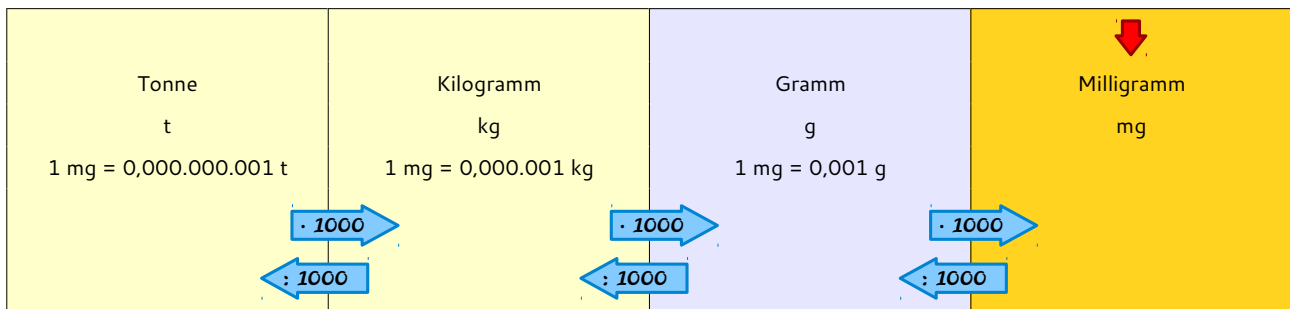 Tonne
t
1 mg = 0,000.000.001 t
Kilogramm
kg
1 mg = 0,000.001 kg
Gramm
g
1 mg = 0,001 g
Milligramm
mg
· 1000
· 1000
· 1000
: 1000
: 1000
: 1000